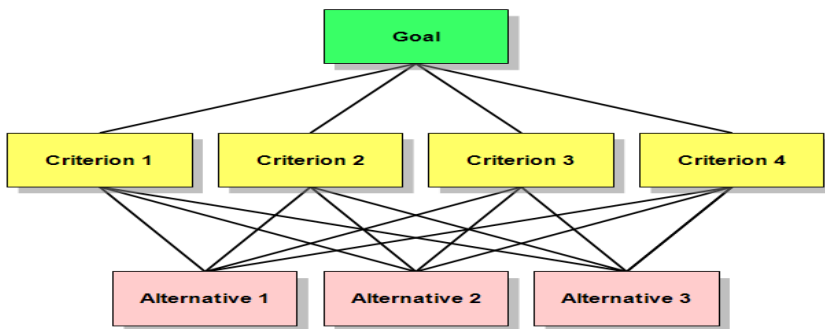 Goal
Criterion 1
Criterion 2
Criterion 3
Criterion 4
Alternative 1
Alternative 2
Alternative 3